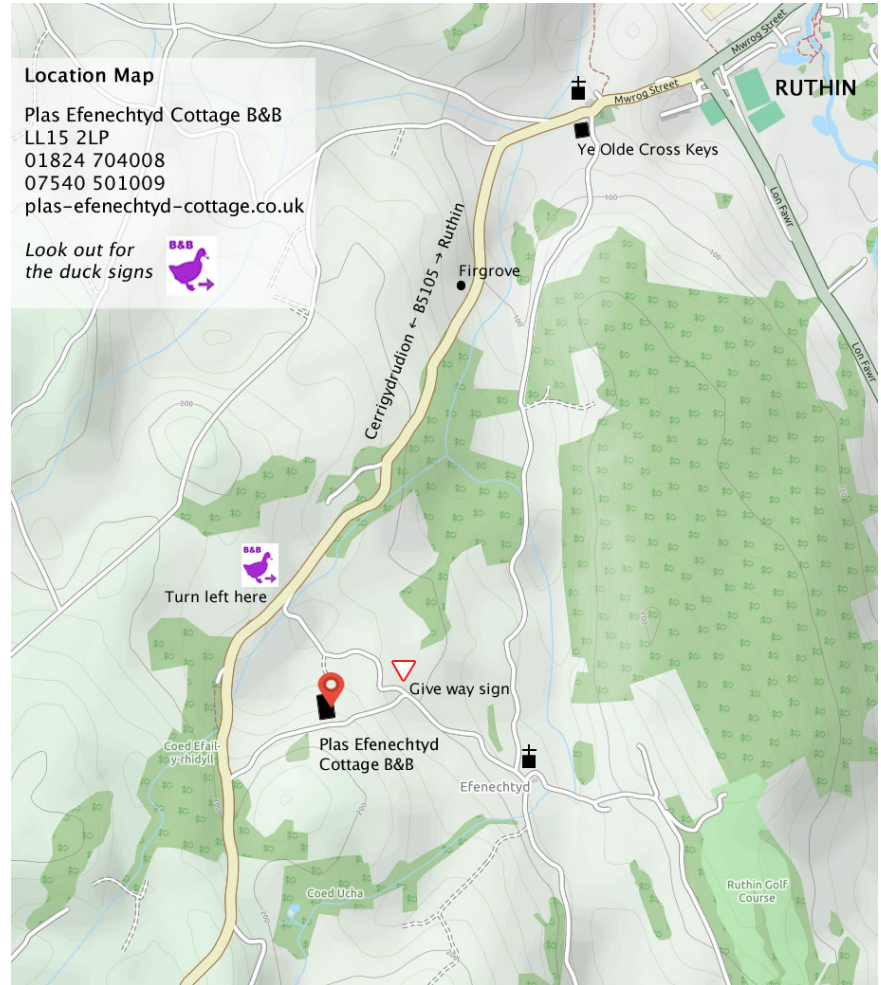 Location Map
Plas Efenechtyd Cottage B&B
LL15 2LP
01824 704008
07540 501009
plas-efenechtyd-cottage.co.uk
Look out for
the duck signs
B&B
Mwrog Street
RUTHIN
Mwrog Street
Ye Olde Cross Keys
Lon Fawr
100
100
Firgrove
100
Cerrigydrudion ← B5105 → Ruthin
Lon Fawr
200
200
B&B
Turn left here
200
Give way sign
Coed Efail-
y-rhidyll
Plas Efenechtyd
Cottage B&B
Efenechtyd
200
200
Coed Ucha
Ruthin Golf
Course
200